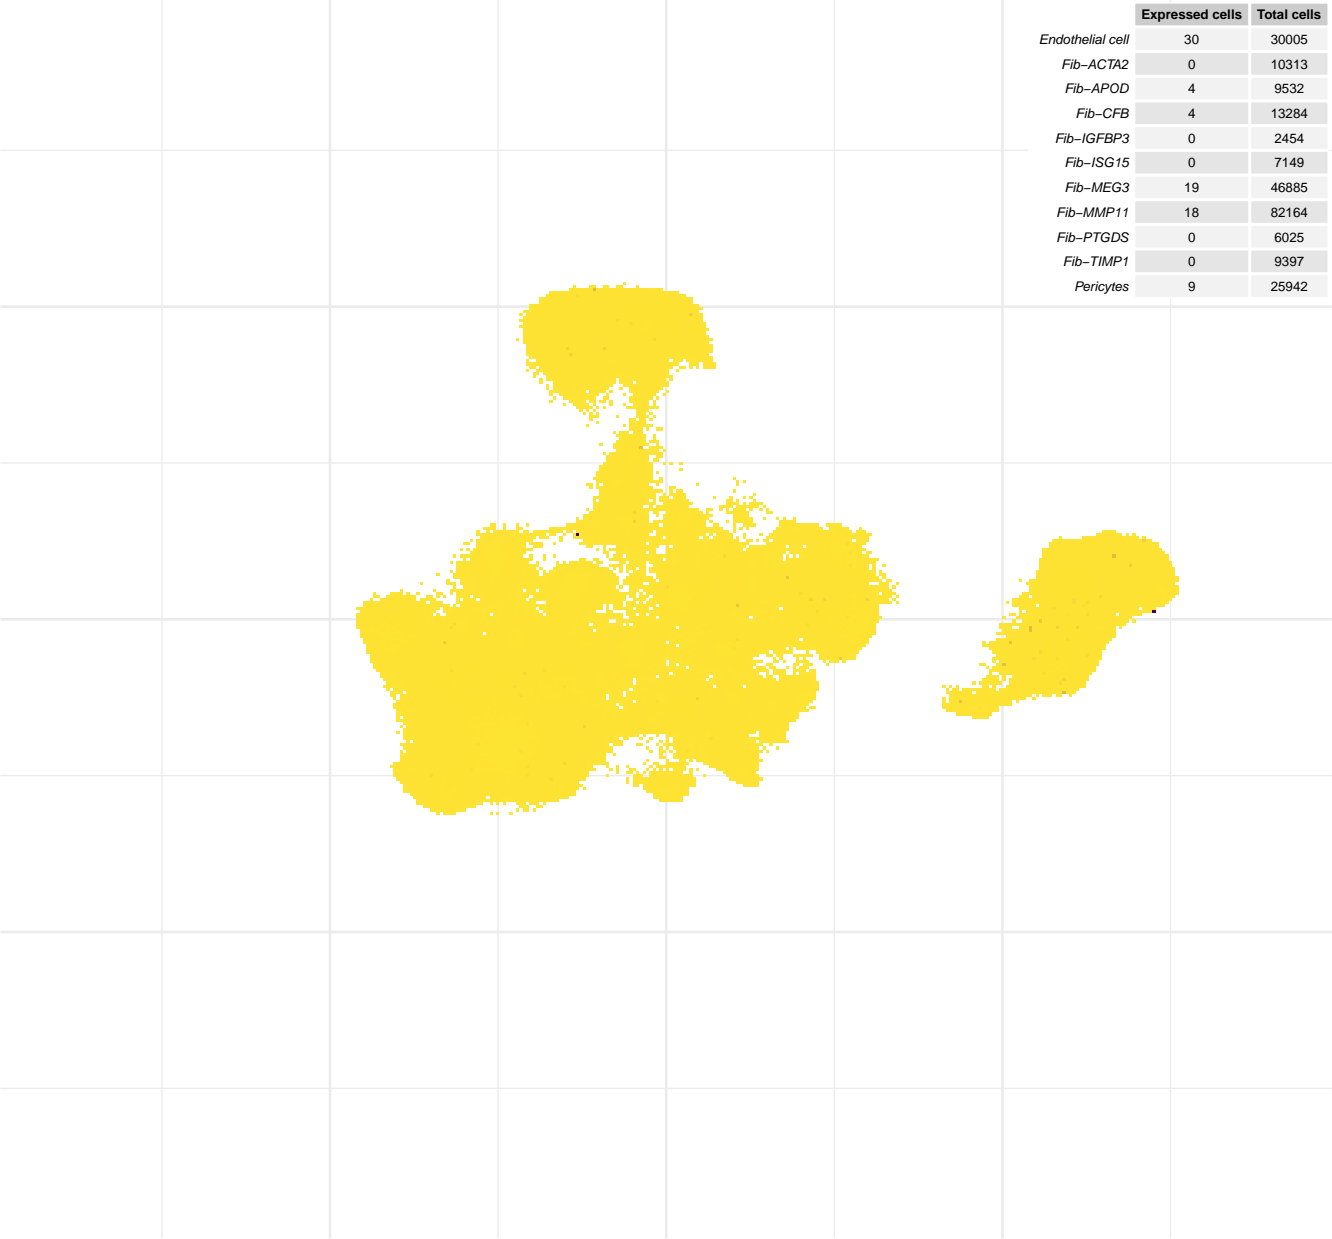 Expressed cells Total cells
Endothelial cell 30 30005
Fib−ACTA2 0 10313
Fib−APOD 4 9532
Fib−CFB 4 13284
Fib−IGFBP3 0 2454
Fib−ISG15 0 7149
Fib−MEG3 19 46885
Fib−MMP11 18 82164
Fib−PTGDS 0 6025
Fib−TIMP1 0 9397
Pericytes 9 25942